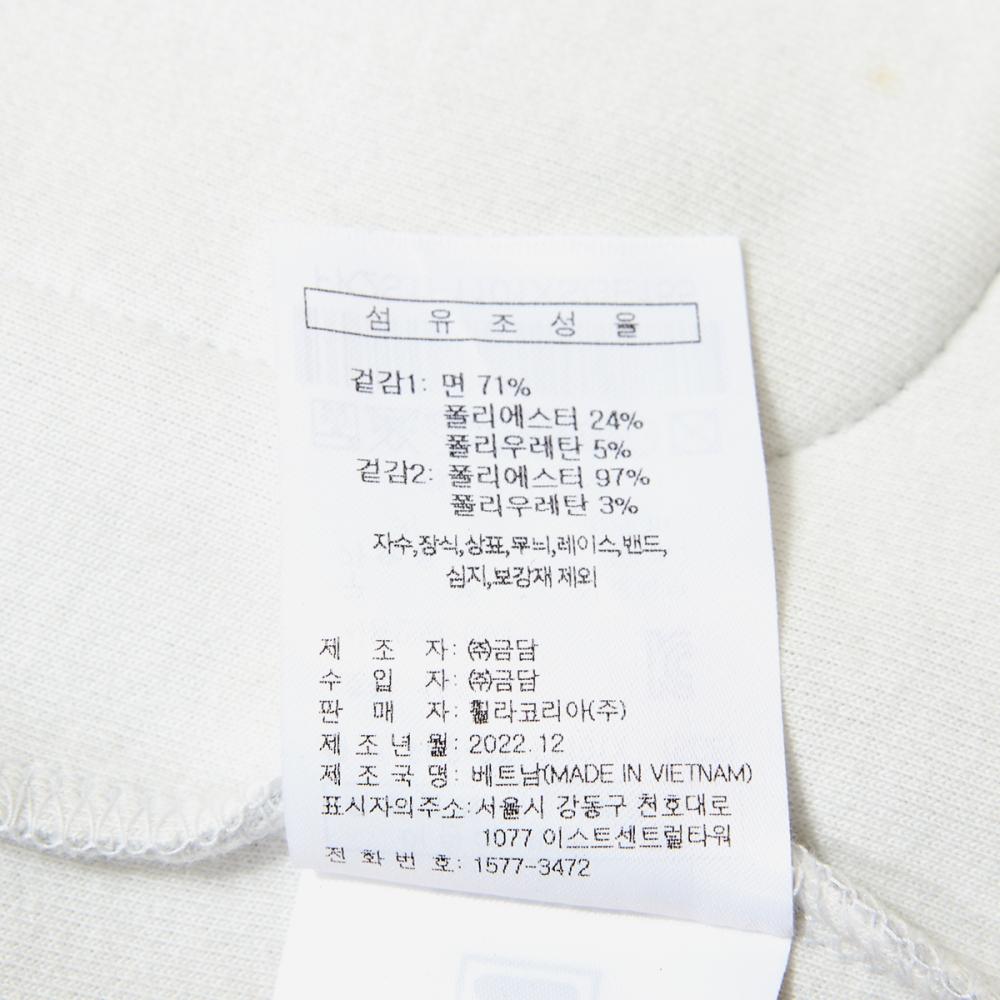 섬 유 조 성 율
겉감1: 면 71%
폴리에스터 24%
폴리우레탄 5%
겉감2: 폴리에스터 97%
폴리우레탄 3%
자수,장식,상표,무늬,레이스,밴드,
심지,보강재 제외
제 조 자: ㈜금담
수 입 자: ㈜금담
판 매 자: 휠라코리아(주)
제 조 년 월: 2022.12
제 조 국 명: 베트남(MADE IN VIETNAM)
표시자의주소:서울시 강동구 천호대로
1077 이스트센트럴타워
전 화 번 호: 1577-3472